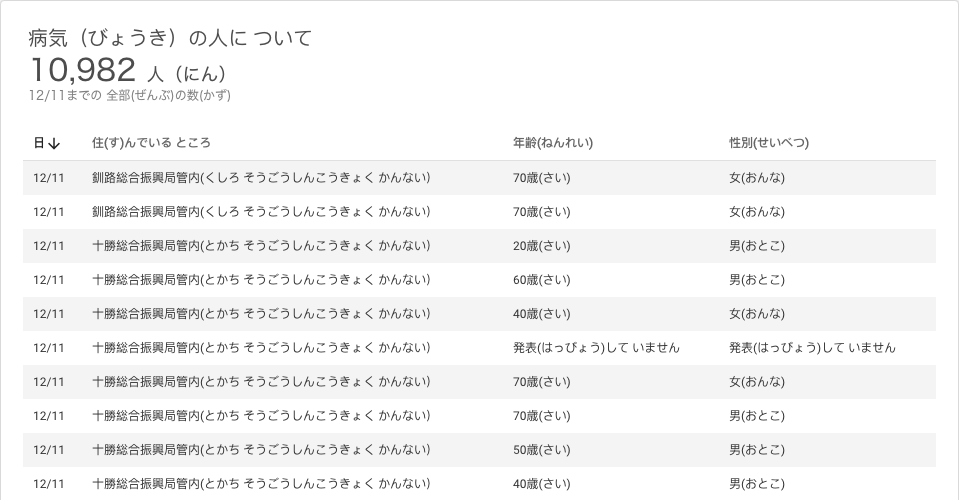 病気（びょうき）の人に ついて
10,982 人（にん）
12/11までの 全部(ぜんぶ)の数(かず)
日↓ 住(す)んでいる ところ 年齢(ねんれい) 性別(せいべつ)
12/11 釧路総合振興局管内(くしろ そうごうしんこうきょく かんない) 70歳(さい) 女(おんな)
12/11 釧路総合振興局管内(くしろ そうごうしんこうきょく かんない) 70歳(さい) 女(おんな)
12/11 十勝総合振興局管内(とかち そうごうしんこうきょく かんない) 20歳(さい) 男(おとこ)
12/11 十勝総合振興局管内(とかち そうごうしんこうきょく かんない) 60歳(さい) 男(おとこ)
12/11 十勝総合振興局管内(とかち そうごうしんこうきょく かんない) 40歳(さい) 女(おんな)
12/11 十勝総合振興局管内(とかち そうごうしんこうきょく かんない) 発表(はっぴょう)して いません 発表(はっぴょう)して いません
12/11 十勝総合振興局管内(とかち そうごうしんこうきょく かんない) 70歳(さい) 女(おんな)
12/11 十勝総合振興局管内(とかち そうごうしんこうきょく かんない) 70歳(さい) 男(おとこ)
12/11 十勝総合振興局管内(とかち そうごうしんこうきょく かんない) 50歳(さい) 男(おとこ)
12/11 十勝総合振興局管内(とかち そうごうしんこうきょく かんない) 40歳(さい) 男(おとこ)